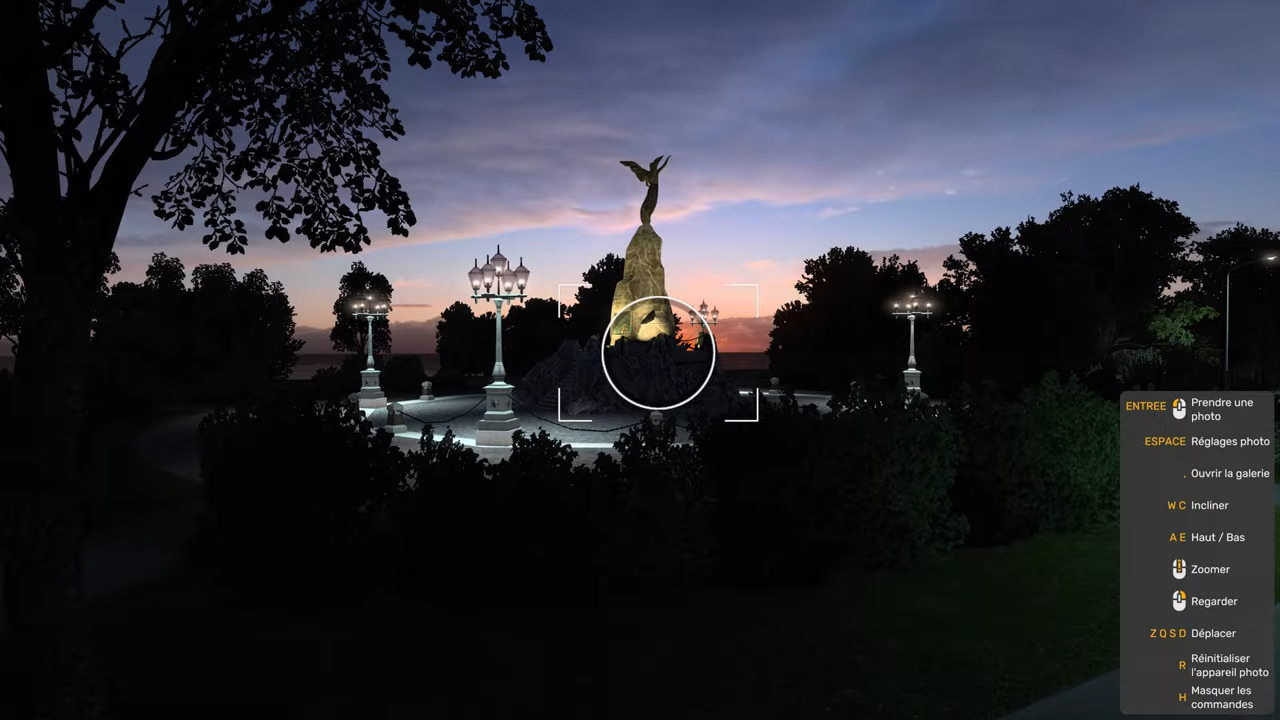 ENTREE Prendre une
photo
ESPACE Réglages photo
, Ouvrir la galerie
W C Incliner
A E Haut / Bas
Zoomer
Regarder
Z Q S D Déplacer
R Réinitialiser
l'appareil photo
H Masquer les
commandes